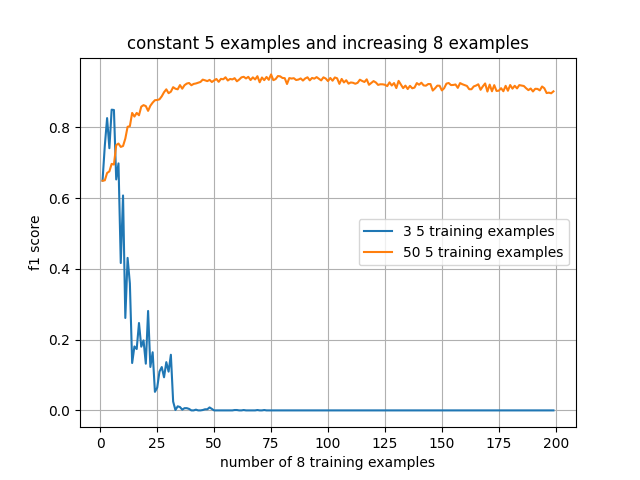 constant 5 examples and increasing 8 examples
f1 score
0.8
0.6
0.4
0.2
0.0
3 5 training examples
50 5 training examples
0 25 50 75 100 125 150 175 200
number of 8 training examples